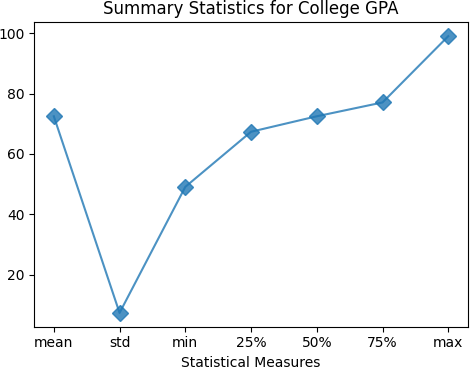 Summary Statistics for College GPA
100
80
60
40
20
mean std min 25% 50% 75% max
Statistical Measures